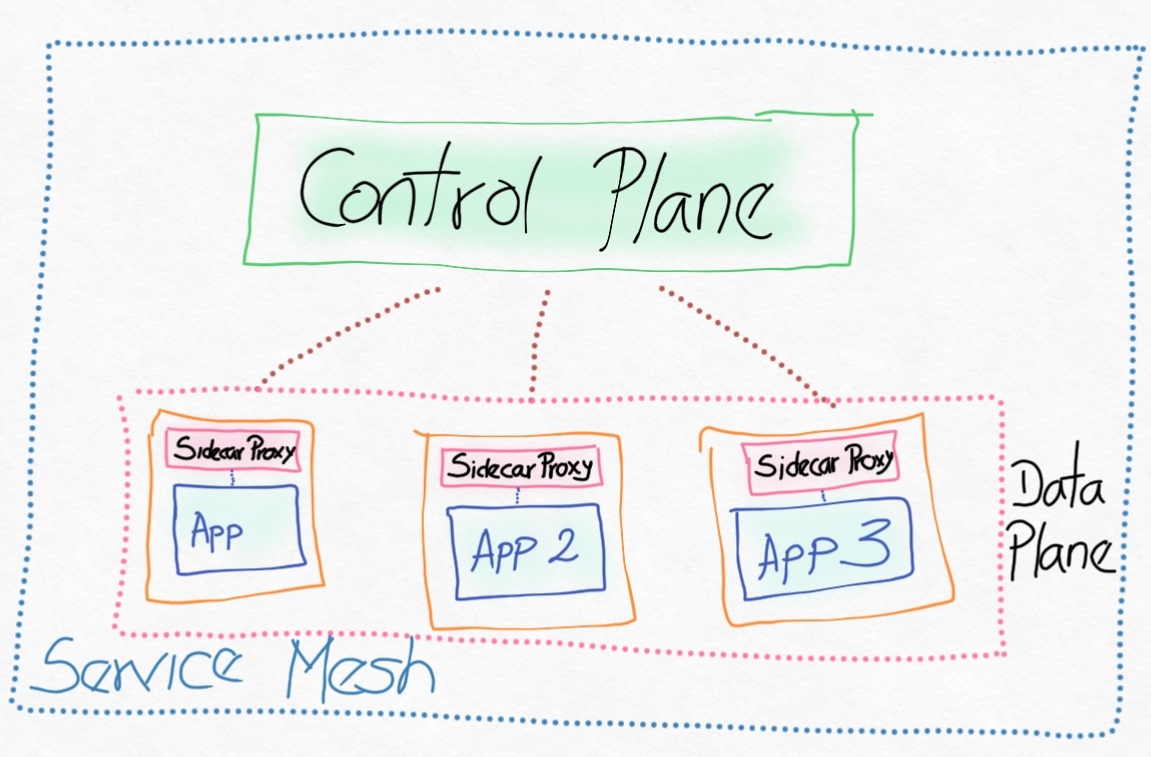 Control Plane
Sidecar Proxy
Sidecar Proxy
Sidecar Proxy
App
App 2
App 3
Data
Plane
Service Mesh